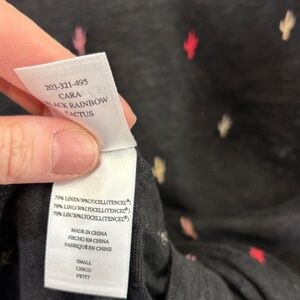 203-321-495
CARA
BLACK RAINBOW
CACTUS
70% LINEN/30%LYOCELL(TENCEL®)
70% LINO/30%LYOCELL(TENCEL®)
70% LIN/30%LYOCELL(TENCEL®)
MADE IN CHINA
HECHO EN CHINA
FABRIQUÉ EN CHINE
SMALL
CHICO
PETIT